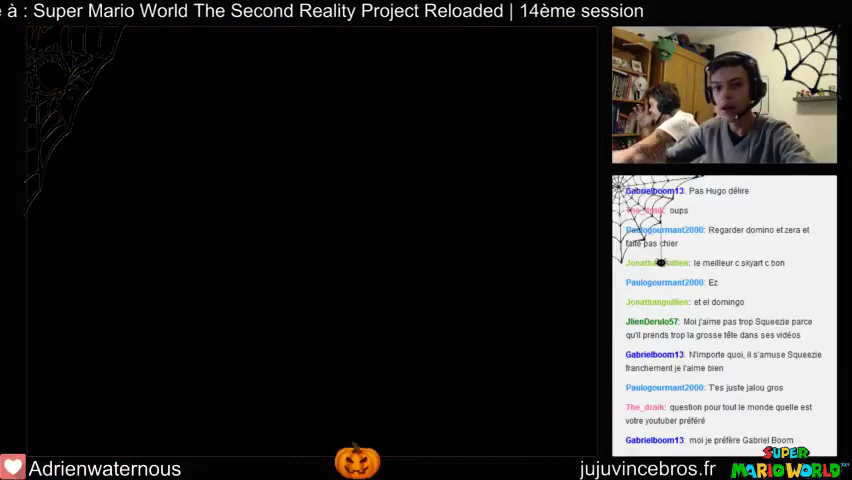 e à : Super Mario World The Second Reality Project Reloaded | 14ème session
Gabrielboom13: Pas Hugo délire
The_draik: oups
Paulogourmant2000: Regarder domino et zera et
faite pas chier
Jonathanguillien: le meilleur c skyart c bon
Paulogourmant2000: Ez
Jonathanguillien: et el domingo
JlienDerulo57: Moi j'aime pas trop Squeezie parce
qu'il prends trop la grosse tête dans ses vidéos
Gabrielboom13: N'importe quoi, il s'amuse Squeezie
franchement je l'aime bien
Paulogourmant2000: T'es juste jalou gros
The_draik: question pour tout le monde quelle est
votre youtuber préféré
Gabrielboom13: moi je préfère Gabriel Boom
Adrienwaternous
jujuvincebros.fr
SUPER
MARIO WORLD